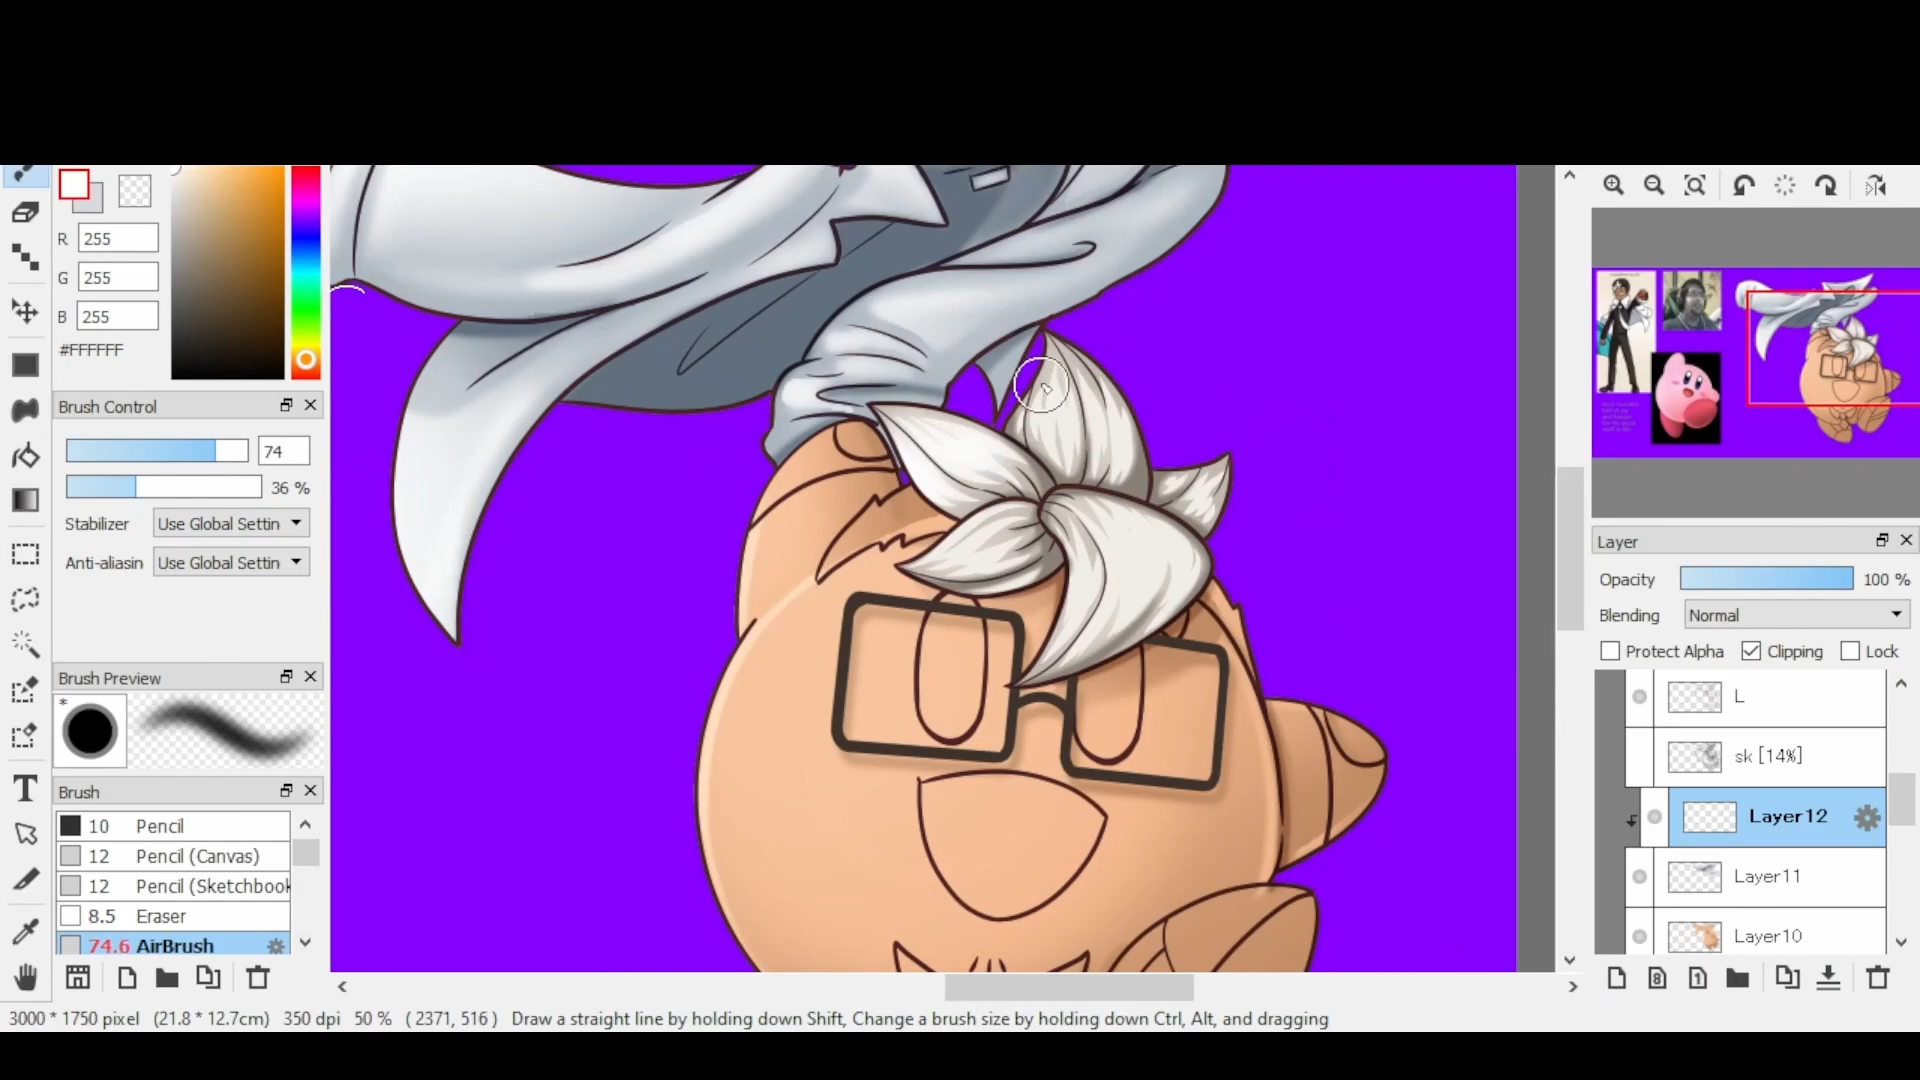 R 255
G 255
B 255
#FFFFFF
Brush Control
74
36 %
Stabilizer Use Global Settin
Anti-aliasin Use Global Settin
Brush Preview
*
Brush
10 Pencil
12 Pencil (Canvas)
12 Pencil (Sketchbook
8.5 Eraser
74.6 AirBrush
T
3000 * 1750 pixel (21.8 * 12.7cm) 350 dpi 50 % ( 2371, 516 ) Draw a straight line by holding down Shift, Change a brush size by holding down Ctrl, Alt, and dragging
Layer
Opacity 100 %
Blending Normal
Protect Alpha Clipping Lock
L
sk [14%]
Layer12
Layer11
Layer10
8
1